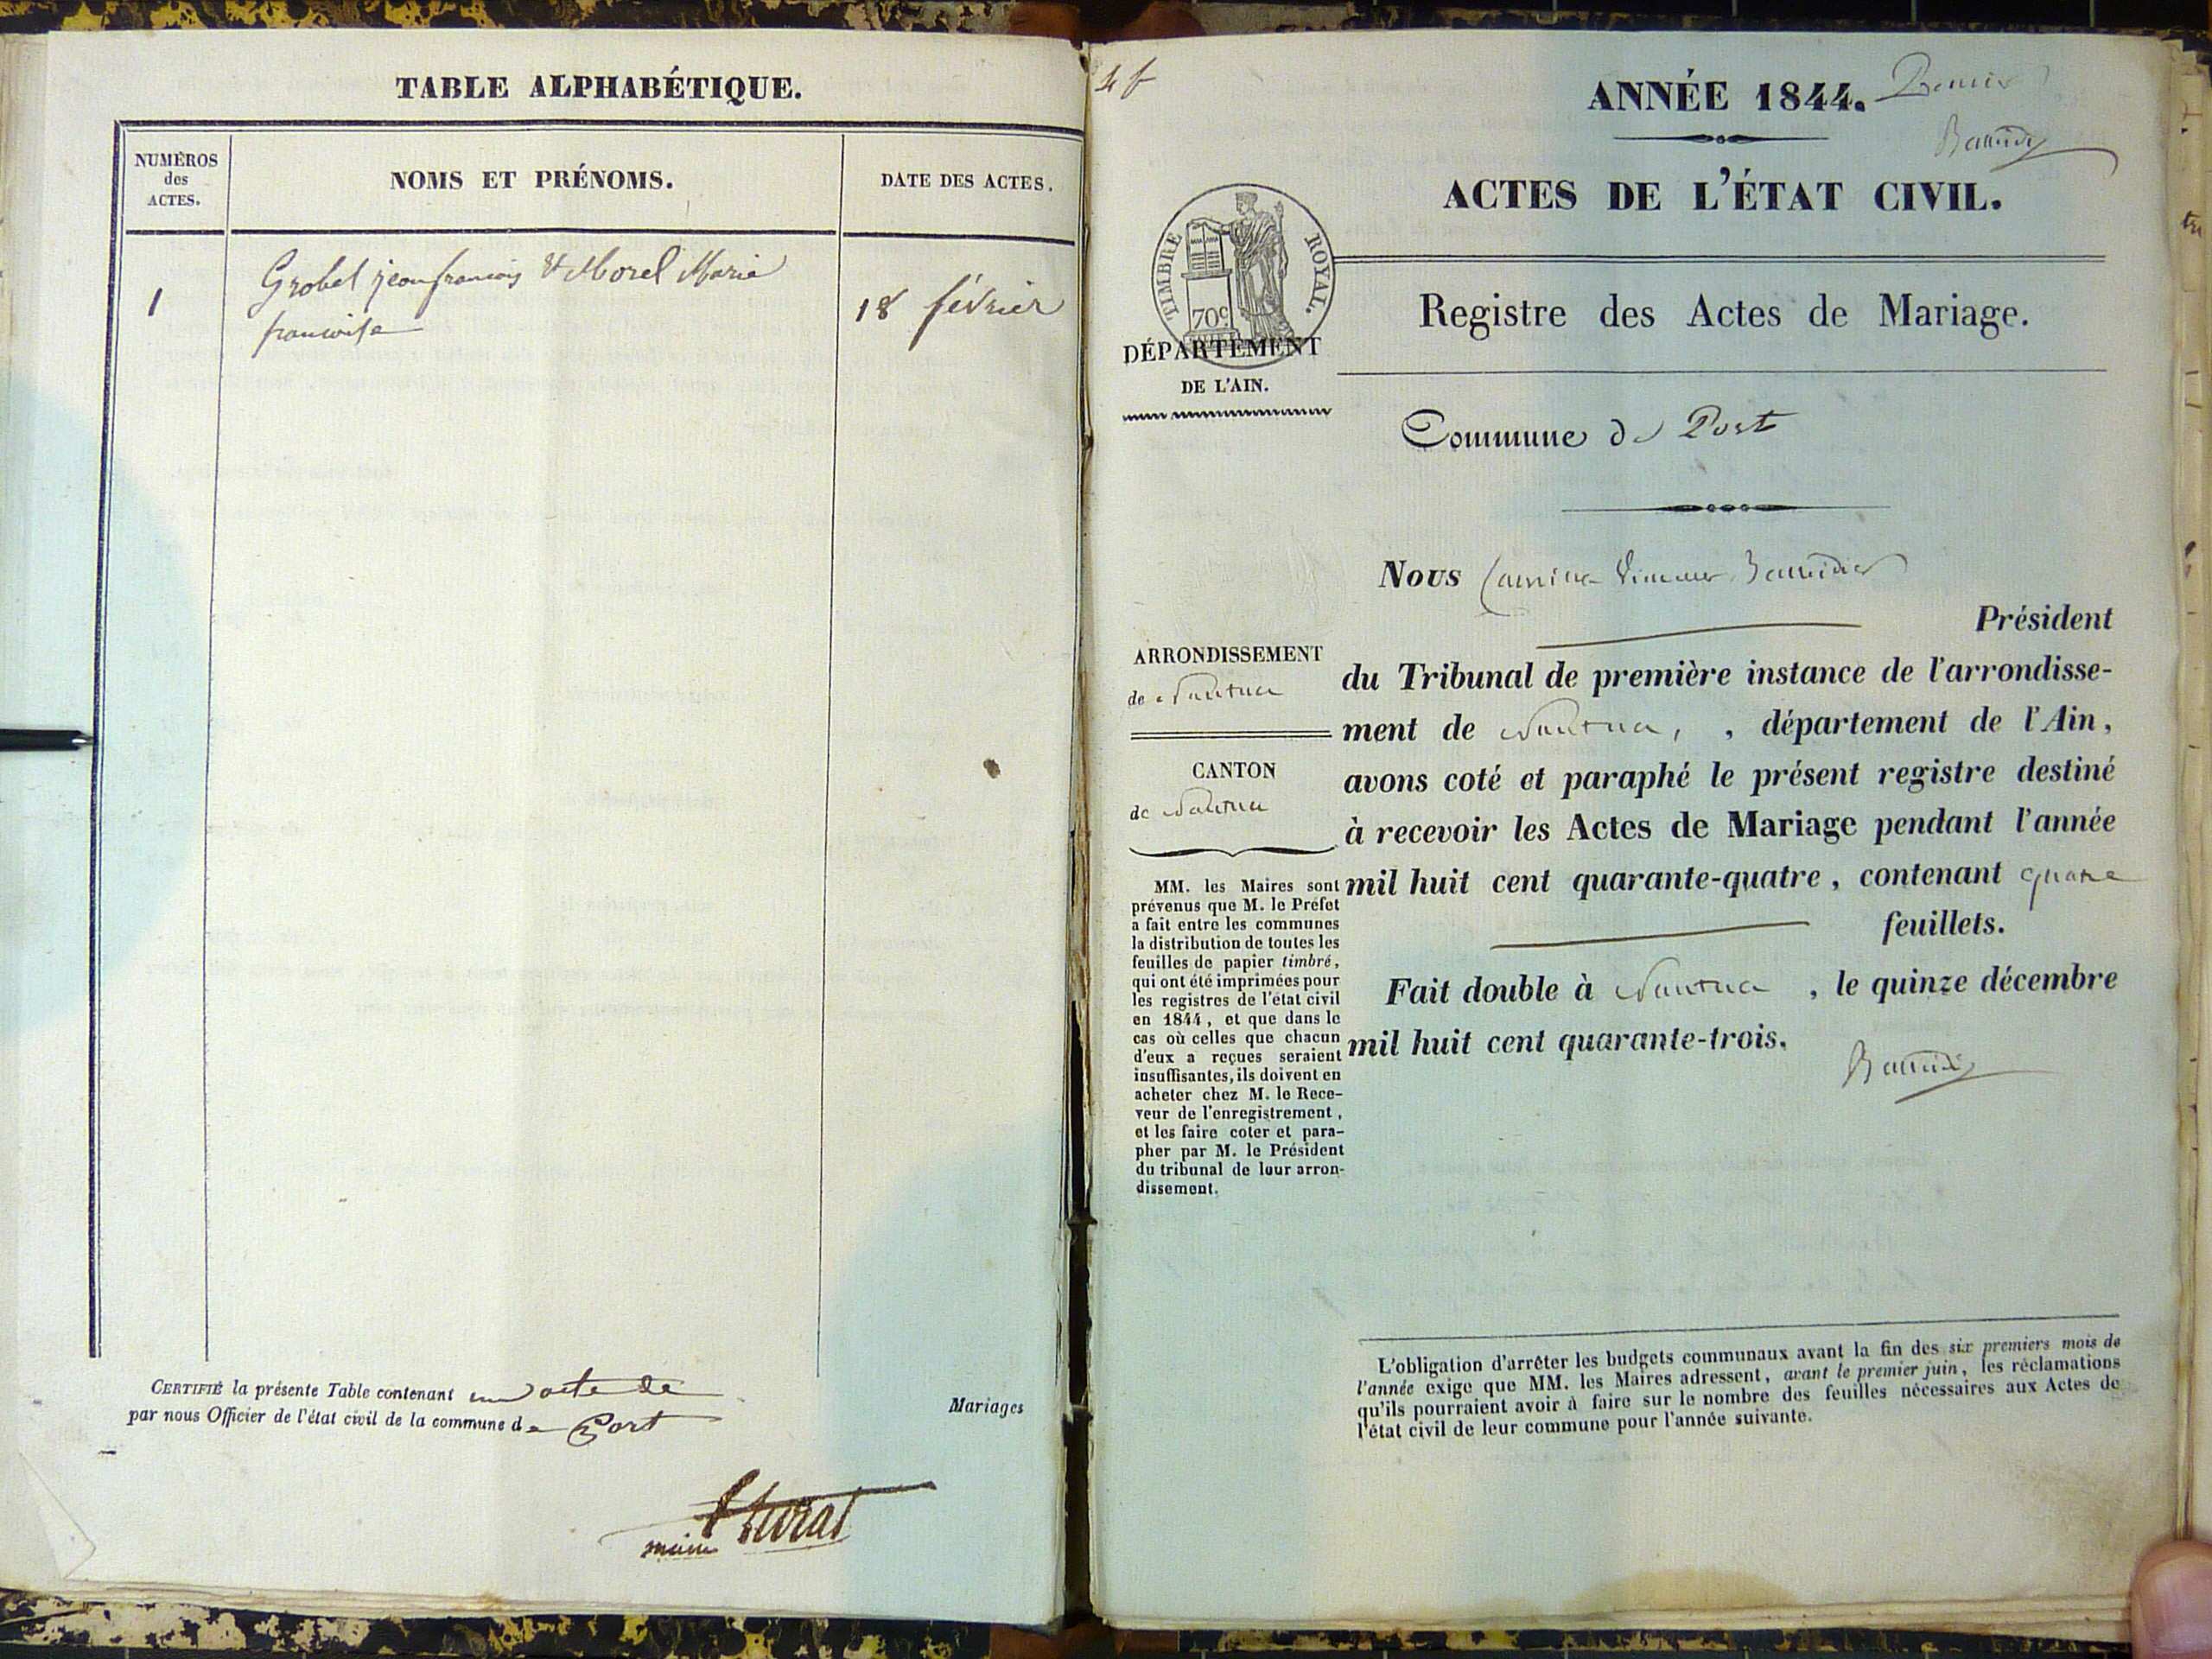 TABLE ALPHABÉTIQUE.
NUMÉROS
des
ACTES.
NOMS ET PRÉNOMS.
DATE DES ACTES.
1
Grobel jean françois & Morel Marie
francoise
18 février
CERTIFIÉ la présente Table contenant un acte de
par nous Officier de l'état civil de la commune de Port
Mariages
maire
ANNÉE 1844.
ACTES DE L'ÉTAT CIVIL.
TIMBRE ROYAL.
70c
DÉPARTEMENT
DE L'AIN.
Registre des Actes de Mariage.
Commune de Port
Nous
Président
ARRONDISSEMENT
de Nantua
CANTON
de Nantua
du Tribunal de première instance de l'arrondisse-
ment de Nantua, , département de l'Ain,
avons coté et paraphé le présent registre destiné
à recevoir les Actes de Mariage pendant l'année
mil huit cent quarante-quatre, contenant quatre
feuillets.
Fait double à Nantua , le quinze décembre
mil huit cent quarante-trois.
MM. les Maires sont
prévenus que M. le Préfet
a fait entre les communes
la distribution de toutes les
feuilles de papier timbré,
qui ont été imprimées pour
les registres de l'état civil
en 1844, et que dans le
cas où celles que chacun
d'eux a reçues seraient
insuffisantes, ils doivent en
acheter chez M. le Rece-
veur de l'enregistrement,
et les faire coter et para-
pher par M. le Président
du tribunal de leur arron-
dissement.
L'obligation d'arrêter les budgets communaux avant la fin des six premiers mois de
l'année exige que MM. les Maires adressent, avant le premier juin, les réclamations
qu'ils pourraient avoir à faire sur le nombre des feuilles nécessaires aux Actes de
l'état civil de leur commune pour l'année suivante.